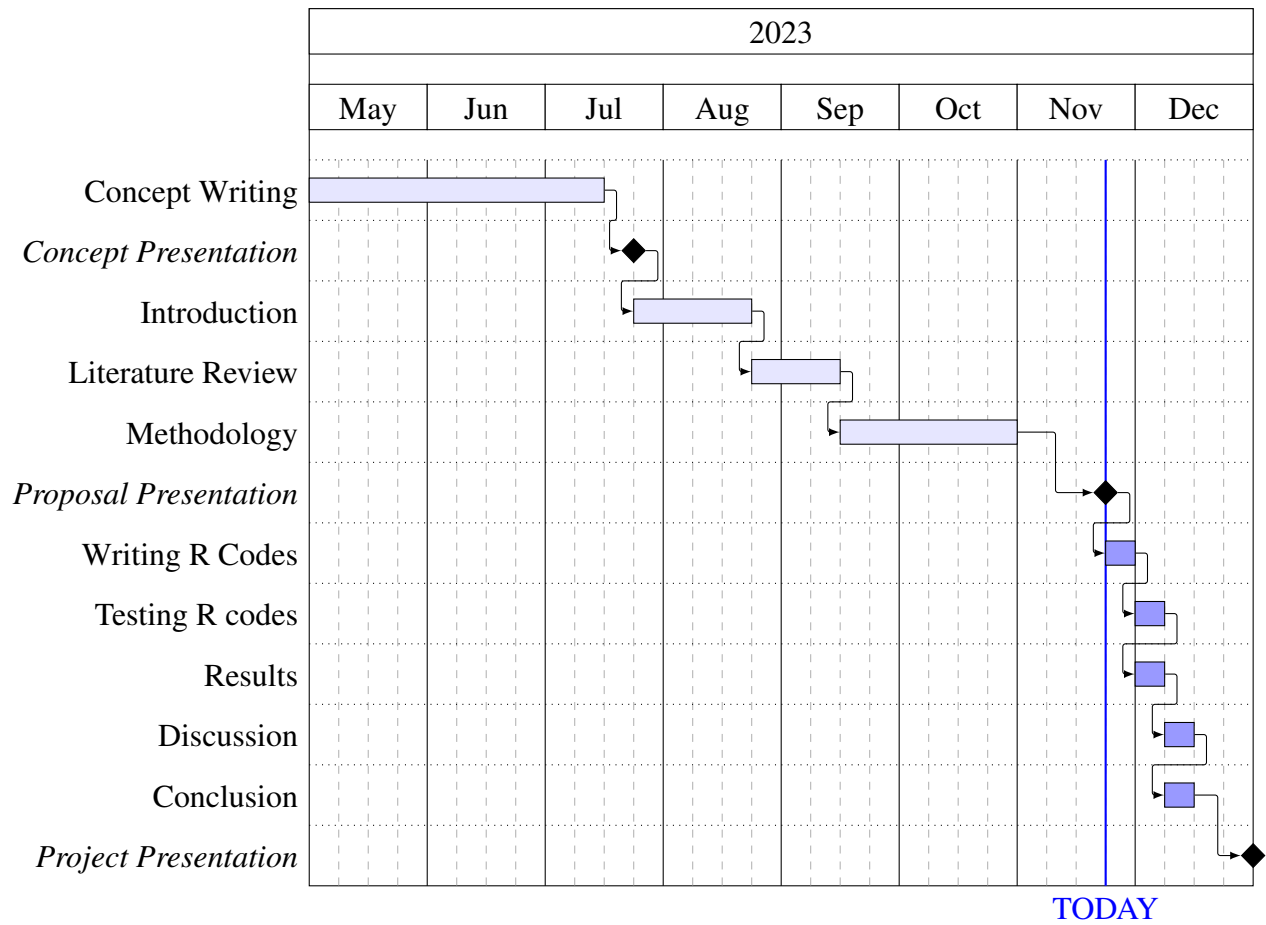 2023
May Jun Jul Aug Sep Oct Nov Dec
Concept Writing
Concept Presentation
Introduction
Literature Review
Methodology
Proposal Presentation
Writing R Codes
Testing R codes
Results
Discussion
Conclusion
Project Presentation
TODAY